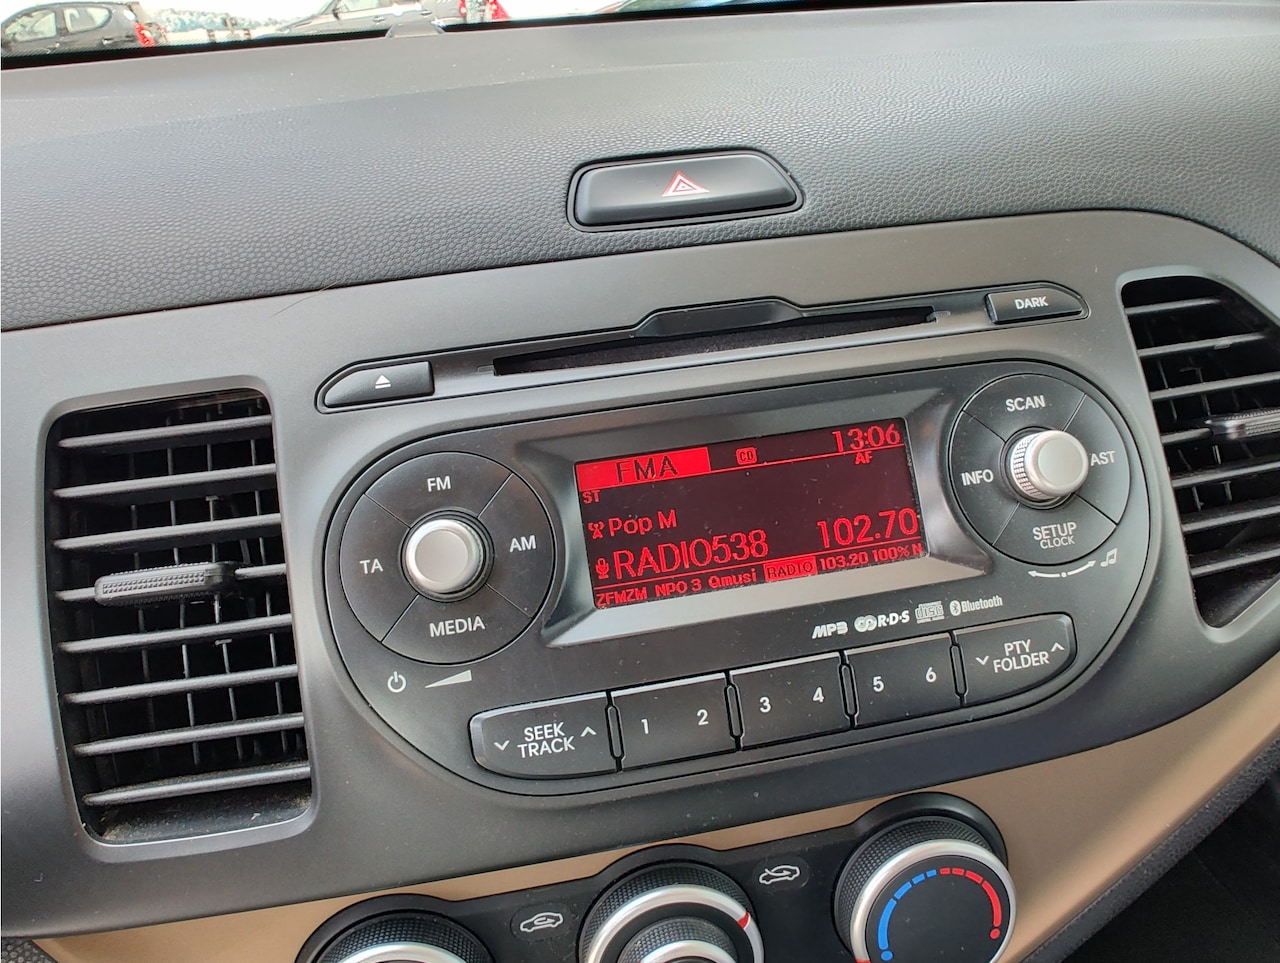 DARK
FM
AM
TA
MEDIA
FMA CD 13:06
ST AF
Pop M
RADIO538 102.70
ZFMZM NPO 3 Qmusi RADIO 103.20 100% N
SCAN
INFO AST
SETUP
CLOCK
MP3 R·D·S disc Bluetooth
SEEK
TRACK
1 2 3 4 5 6
PTY
FOLDER